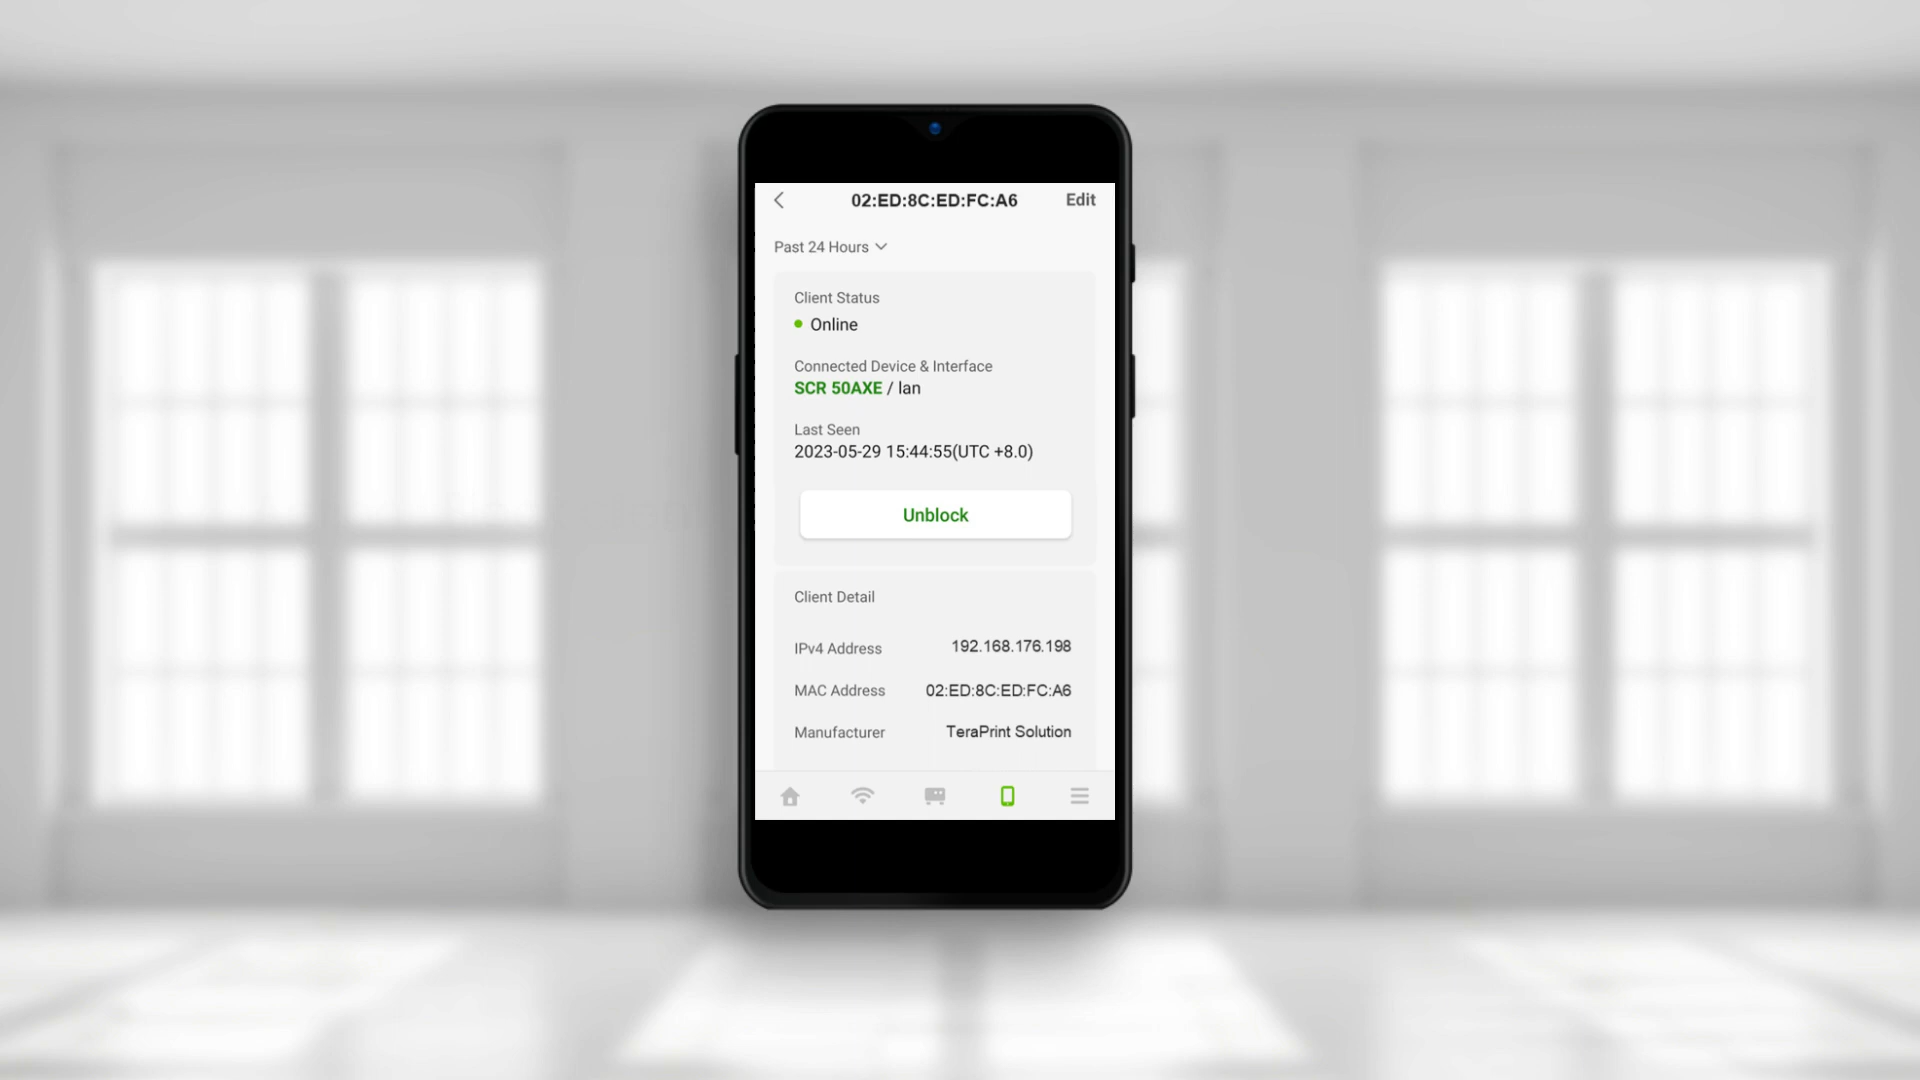 02:ED:8C:ED:FC:A6 Edit
Past 24 Hours
Client Status
Online
Connected Device & Interface
SCR 50AXE / lan
Last Seen
2023-05-29 15:44:55(UTC +8.0)
Unblock
Client Detail
IPv4 Address 192.168.176.198
MAC Address 02:ED:8C:ED:FC:A6
Manufacturer TeraPrint Solution